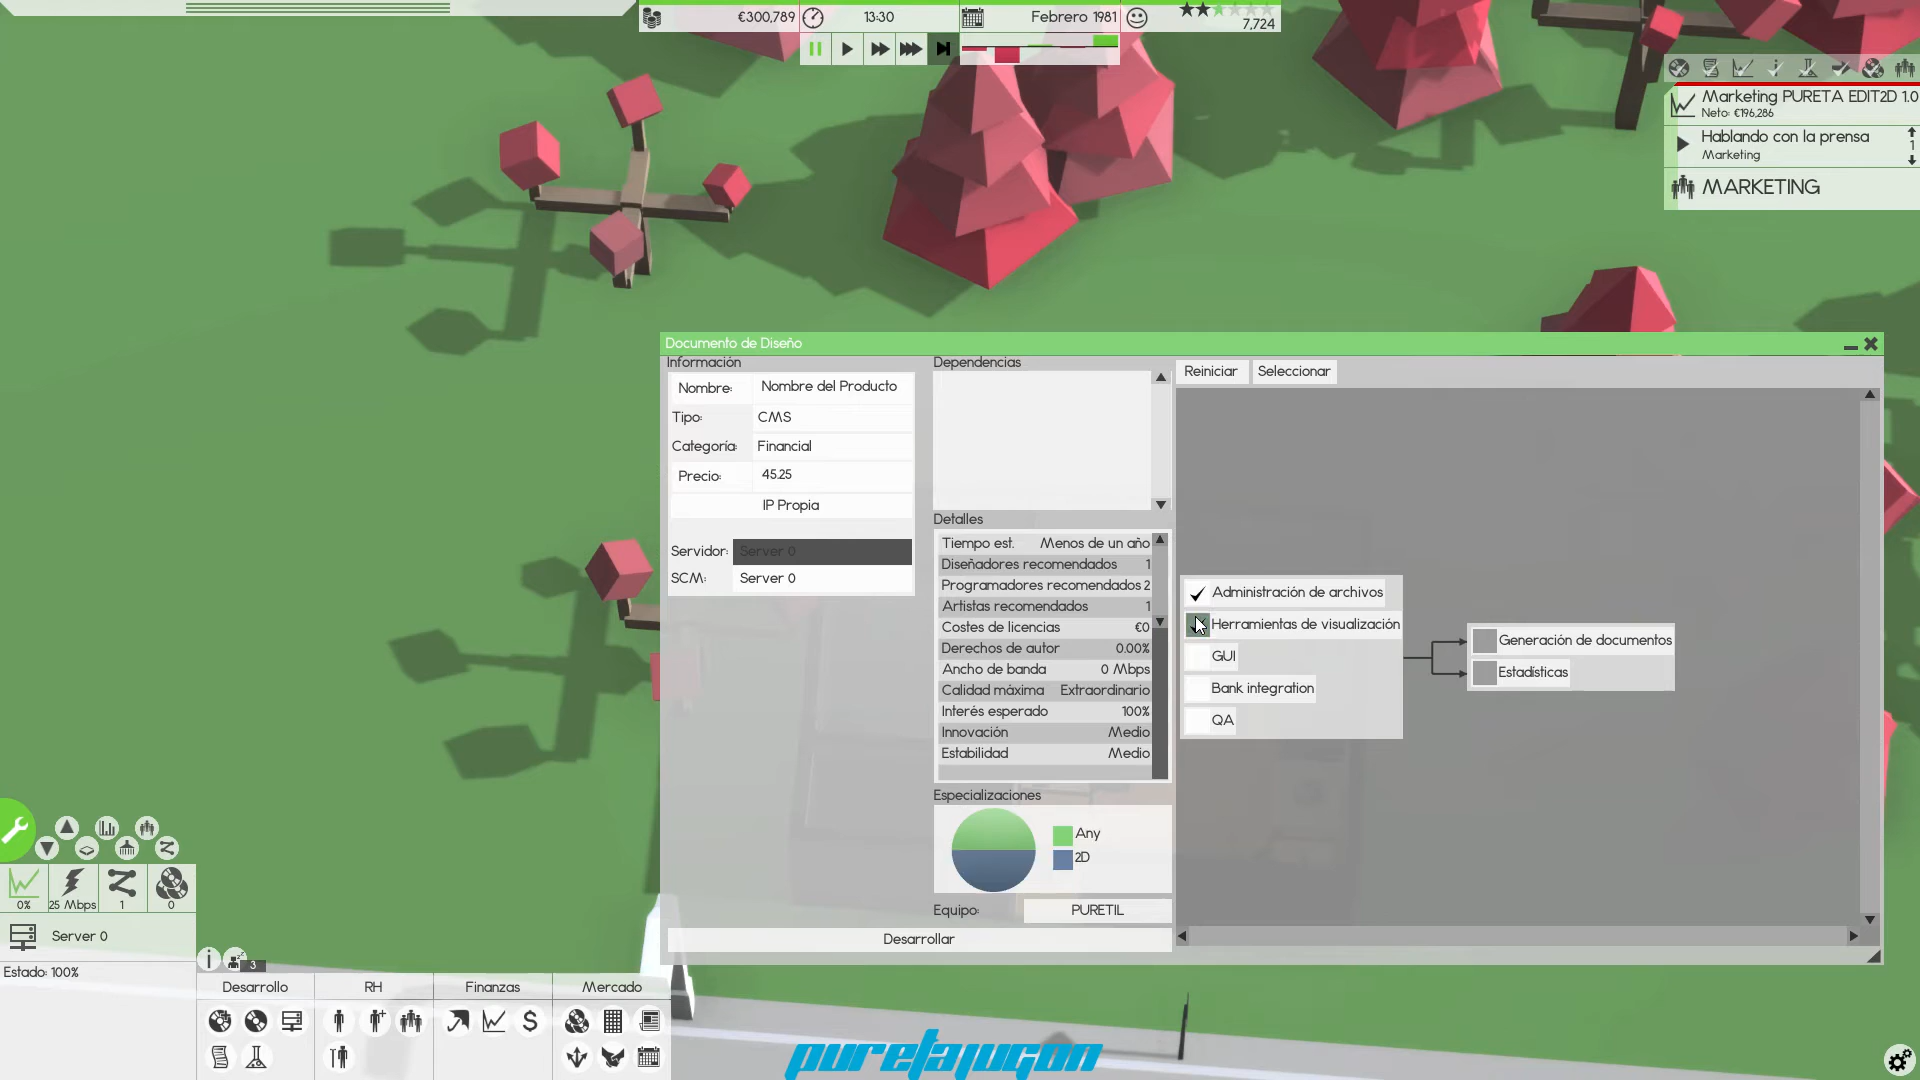 €300,789
13:30
Febrero 1981
7,724
Marketing PURETA EDIT2D 1.0
Neto: €196,286
Hablando con la prensa
1
Marketing
MARKETING
Documento de Diseño
Información
Nombre: Nombre del Producto
Tipo: CMS
Categoría: Financial
Precio: 45.25
IP Propia
Servidor: Server 0
SCM: Server 0
Dependencias
Detalles
Tiempo est. Menos de un año
Diseñadores recomendados 1
Programadores recomendados 2
Artistas recomendados 1
Costes de licencias €0
Derechos de autor 0.00%
Ancho de banda 0 Mbps
Calidad máxima Extraordinario
Interés esperado 100%
Innovación Medio
Estabilidad Medio
Especializaciones
Any
2D
Equipo: PURETIL
Desarrollar
Reiniciar Seleccionar
Administración de archivos
Herramientas de visualización
GUI
Bank integration
QA
Generación de documentos
Estadísticas
0% 25 Mbps 1 0
Server 0
Estado: 100%
3
Desarrollo RH Finanzas Mercado
puretajugon